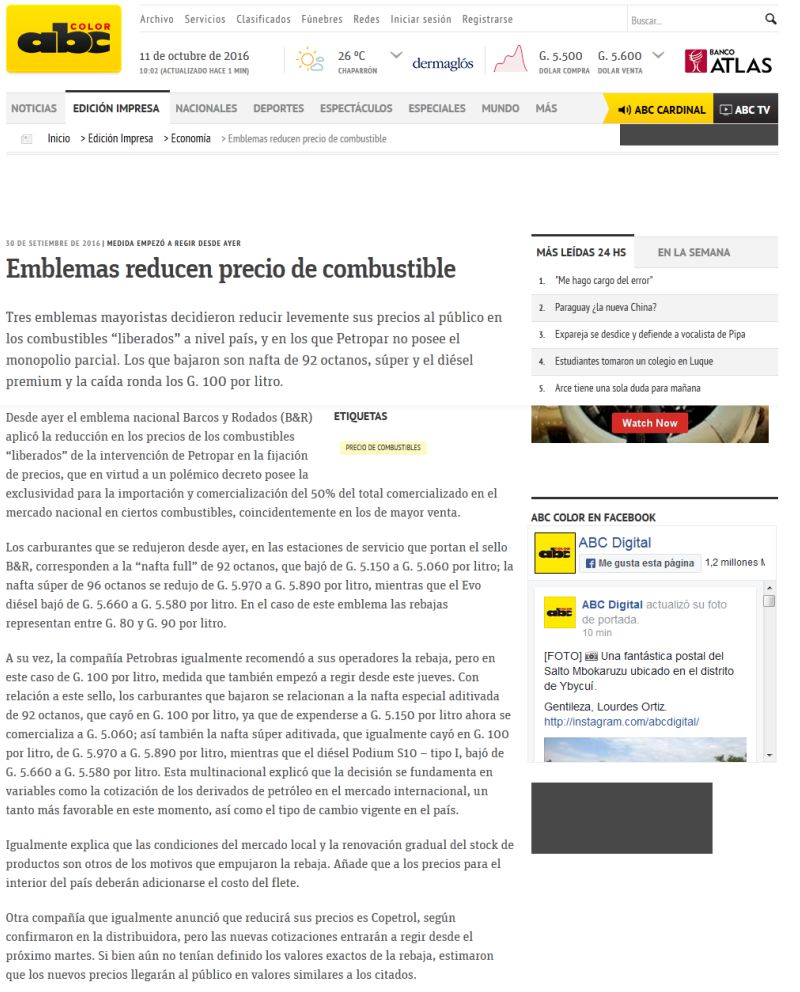 COLOR
abc
Archivo Servicios Clasificados Fúnebres Redes Iniciar sesión Registrarse
Buscar...
11 de octubre de 2016
10:02 (ACTUALIZADO HACE 1 MIN)
26 ºC
CHAPARRÓN
dermaglós
G. 5.500
DOLAR COMPRA
G. 5.600
DOLAR VENTA
BANCO
ATLAS
NOTICIAS EDICIÓN IMPRESA NACIONALES DEPORTES ESPECTÁCULOS ESPECIALES MUNDO MÁS
ABC CARDINAL ABC TV
Inicio > Edición Impresa > Economía > Emblemas reducen precio de combustible
30 DE SETIEMBRE DE 2016 | MEDIDA EMPEZÓ A REGIR DESDE AYER
Emblemas reducen precio de combustible
Tres emblemas mayoristas decidieron reducir levemente sus precios al público en
los combustibles “liberados” a nivel país, y en los que Petropar no posee el
monopolio parcial. Los que bajaron son nafta de 92 octanos, súper y el diésel
premium y la caída ronda los G. 100 por litro.
Desde ayer el emblema nacional Barcos y Rodados (B&R)
aplicó la reducción en los precios de los combustibles
“liberados” de la intervención de Petropar en la fijación
de precios, que en virtud a un polémico decreto posee la
exclusividad para la importación y comercialización del 50% del total comercializado en el
mercado nacional en ciertos combustibles, coincidentemente en los de mayor venta.
ETIQUETAS
PRECIO DE COMBUSTIBLES
Los carburantes que se redujeron desde ayer, en las estaciones de servicio que portan el sello
B&R, corresponden a la “nafta full” de 92 octanos, que bajó de G. 5.150 a G. 5.060 por litro; la
nafta súper de 96 octanos se redujo de G. 5.970 a G. 5.890 por litro, mientras que el Evo
diésel bajó de G. 5.660 a G. 5.580 por litro. En el caso de este emblema las rebajas
representan entre G. 80 y G. 90 por litro.
A su vez, la compañía Petrobras igualmente recomendó a sus operadores la rebaja, pero en
este caso de G. 100 por litro, medida que también empezó a regir desde este jueves. Con
relación a este sello, los carburantes que bajaron se relacionan a la nafta especial aditivada
de 92 octanos, que cayó en G. 100 por litro, ya que de expenderse a G. 5.150 por litro ahora se
comercializa a G. 5.060; así también la nafta súper aditivada, que igualmente cayó en G. 100
por litro, de G. 5.970 a G. 5.890 por litro, mientras que el diésel Podium S10 – tipo I, bajó de
G. 5.660 a G. 5.580 por litro. Esta multinacional explicó que la decisión se fundamenta en
variables como la cotización de los derivados de petróleo en el mercado internacional, un
tanto más favorable en este momento, así como el tipo de cambio vigente en el país.
Igualmente explica que las condiciones del mercado local y la renovación gradual del stock de
productos son otros de los motivos que empujaron la rebaja. Añade que a los precios para el
interior del país deberán adicionarse el costo del flete.
Otra compañía que igualmente anunció que reducirá sus precios es Copetrol, según
confirmaron en la distribuidora, pero las nuevas cotizaciones entrarán a regir desde el
próximo martes. Si bien aún no tenían definido los valores exactos de la rebaja, estimaron
que los nuevos precios llegarán al público en valores similares a los citados.
MÁS LEÍDAS 24 HS EN LA SEMANA
1. "Me hago cargo del error"
2. Paraguay ¿la nueva China?
3. Expareja se desdice y defiende a vocalista de Pipa
4. Estudiantes tomaron un colegio en Luque
5. Arce tiene una sola duda para mañana
Watch Now
ABC COLOR EN FACEBOOK
abc
ABC Digital
Me gusta esta página 1,2 millones M
abc
ABC Digital actualizó su foto
de portada.
10 min
[FOTO] Una fantástica postal del
Salto Mbokaruzu ubicado en el distrito
de Ybycuí.
Gentileza, Lourdes Ortiz.
http://instagram.com/abcdigital/